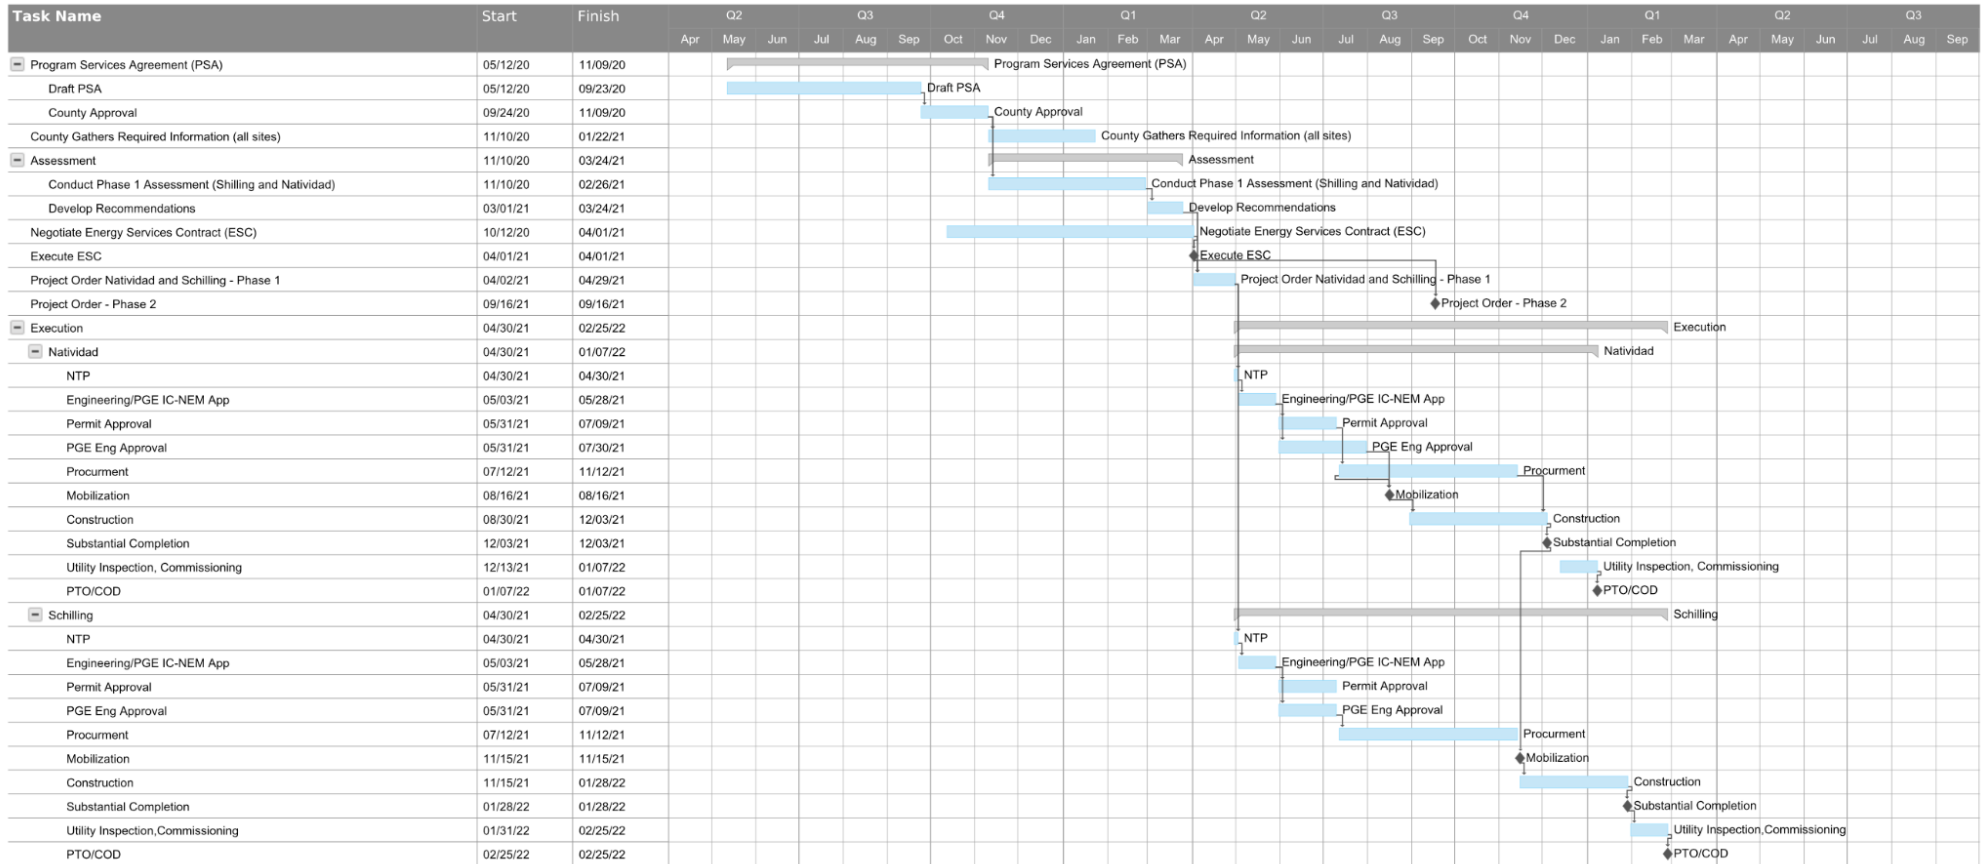 Task Name Start Finish Q2 Q3 Q4 Q1 Q2 Q3 Q4 Q1 Q2 Q3
Apr May Jun Jul Aug Sep Oct Nov Dec Jan Feb Mar Apr May Jun Jul Aug Sep Oct Nov Dec Jan Feb Mar Apr May Jun Jul Aug Sep
Program Services Agreement (PSA) 05/12/20 11/09/20 Program Services Agreement (PSA)
Draft PSA 05/12/20 09/23/20 Draft PSA
County Approval 09/24/20 11/09/20 County Approval
County Gathers Required Information (all sites) 11/10/20 01/22/21 County Gathers Required Information (all sites)
Assessment 11/10/20 03/24/21 Assessment
Conduct Phase 1 Assessment (Shilling and Natividad) 11/10/20 02/26/21 Conduct Phase 1 Assessment (Shilling and Natividad)
Develop Recommendations 03/01/21 03/24/21 Develop Recommendations
Negotiate Energy Services Contract (ESC) 10/12/20 04/01/21 Negotiate Energy Services Contract (ESC)
Execute ESC 04/01/21 04/01/21 Execute ESC
Project Order Natividad and Schilling - Phase 1 04/02/21 04/29/21 Project Order Natividad and Schilling - Phase 1
Project Order - Phase 2 09/16/21 09/16/21 Project Order - Phase 2
Execution 04/30/21 02/25/22 Execution
Natividad 04/30/21 01/07/22 Natividad
NTP 04/30/21 04/30/21 NTP
Engineering/PGE IC-NEM App 05/03/21 05/28/21 Engineering/PGE IC-NEM App
Permit Approval 05/31/21 07/09/21 Permit Approval
PGE Eng Approval 05/31/21 07/30/21 PGE Eng Approval
Procurment 07/12/21 11/12/21 Procurment
Mobilization 08/16/21 08/16/21 Mobilization
Construction 08/30/21 12/03/21 Construction
Substantial Completion 12/03/21 12/03/21 Substantial Completion
Utility Inspection, Commissioning 12/13/21 01/07/22 Utility Inspection, Commissioning
PTO/COD 01/07/22 01/07/22 PTO/COD
Schilling 04/30/21 02/25/22 Schilling
NTP 04/30/21 04/30/21 NTP
Engineering/PGE IC-NEM App 05/03/21 05/28/21 Engineering/PGE IC-NEM App
Permit Approval 05/31/21 07/09/21 Permit Approval
PGE Eng Approval 05/31/21 07/09/21 PGE Eng Approval
Procurment 07/12/21 11/12/21 Procurment
Mobilization 11/15/21 11/15/21 Mobilization
Construction 11/15/21 01/28/22 Construction
Substantial Completion 01/28/22 01/28/22 Substantial Completion
Utility Inspection,Commissioning 01/31/22 02/25/22 Utility Inspection,Commissioning
PTO/COD 02/25/22 02/25/22 PTO/COD